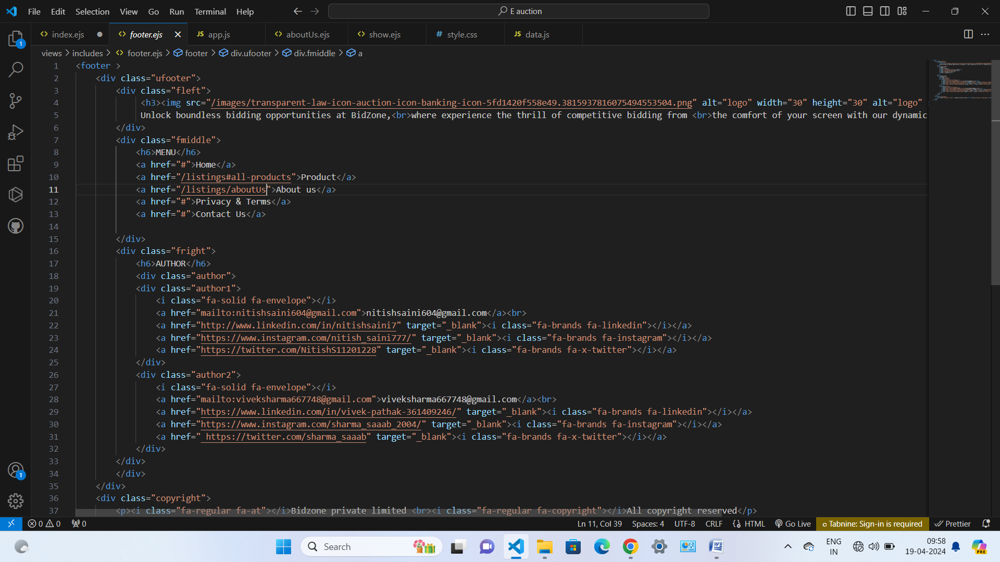 File Edit Selection View Go Run Terminal Help E auction
index.ejs footer.ejs JS app.js aboutUs.ejs show.ejs # style.css JS data.js
views > includes > footer.ejs > footer > div.ufooter > div.fmiddle > a
1 <footer >
2 <div class="ufooter">
3 <div class="fleft">
4 <h3><img src="/images/transparent-law-icon-auction-icon-banking-icon-5fd1420f558e49.3815937816075494553504.png" alt="logo" width="30" height="30" alt="logo"
5 Unlock boundless bidding opportunities at BidZone,<br>where experience the thrill of competitive bidding from <br>the comfort of your screen with our dynamic
6 </div>
7 <div class="fmiddle">
8 <h6>MENU</h6>
9 <a href="#">Home</a>
10 <a href="/listings#all-products">Product</a>
11 <a href="/listings/aboutUs">About us</a>
12 <a href="#">Privacy & Terms</a>
13 <a href="#">Contact Us</a>
14
15 </div>
16 <div class="fright">
17 <h6>AUTHOR</h6>
18 <div class="author">
19 <div class="author1">
20 <i class="fa-solid fa-envelope"></i>
21 <a href="mailto:nitishsaini604@gmail.com">nitishsaini604@gmail.com</a><br>
22 <a href="http://www.linkedin.com/in/nitishsaini7" target="_blank"><i class="fa-brands fa-linkedin"></i></a>
23 <a href="https://www.instagram.com/nitish_saini777/" target="_blank"><i class="fa-brands fa-instagram"></i></a>
24 <a href="https://twitter.com/NitishS11201228" target="_blank"><i class="fa-brands fa-x-twitter"></i></a>
25 </div>
26 <div class="author2">
27 <i class="fa-solid fa-envelope"></i>
28 <a href="mailto:viveksharma667748@gmail.com">viveksharma667748@gmail.com</a><br>
29 <a href="https://www.linkedin.com/in/vivek-pathak-361409246/" target="_blank"><i class="fa-brands fa-linkedin"></i></a>
30 <a href="https://www.instagram.com/sharma_saaab_2004/" target="_blank"><i class="fa-brands fa-instagram"></i></a>
31 <a href=" https://twitter.com/sharma_saaab" target="_blank"><i class="fa-brands fa-x-twitter"></i></a>
32 </div>
33 </div>
34 </div>
35 </div>
36 <div class="copyright">
37 <p><i class="fa-regular fa-at"></i>Bidzone private limited <br><i class="fa-regular fa-copyright"></i>All copyright reserved</p>
0 0 0 Ln 11, Col 39 Spaces: 4 UTF-8 CRLF HTML Go Live Tabnine: Sign-in is required Prettier
Search ENG IN 09:58 19-04-2024